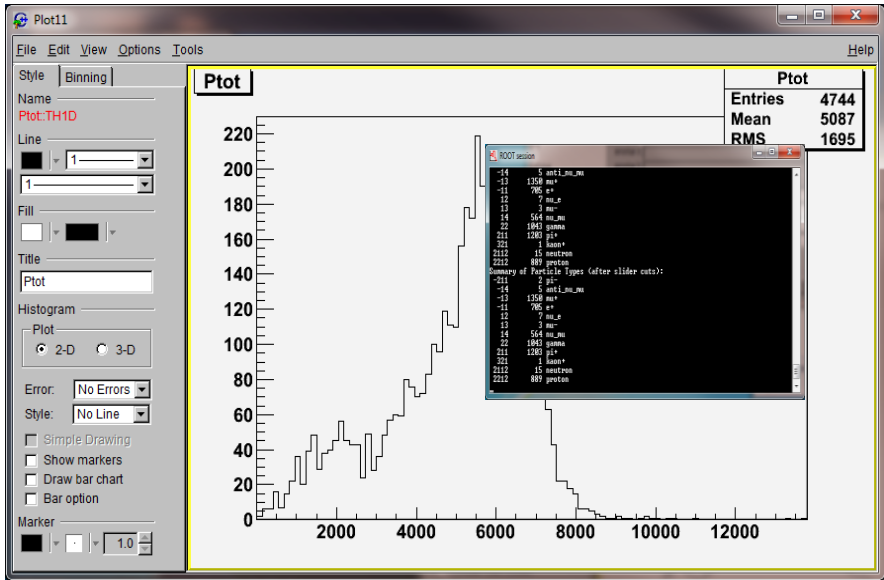 Plot11
File Edit View Options Tools Help
Style Binning
Name
Ptot::TH1D
Line
1
1
Fill
Title
Ptot
Histogram
Plot
2-D 3-D
Error: No Errors
Style: No Line
Simple Drawing
Show markers
Draw bar chart
Bar option
Marker
1.0
Ptot
Ptot
Entries 4744
Mean 5087
RMS 1695
220
200
180
160
140
120
100
80
60
40
20
0
2000 4000 6000 8000 10000 12000
ROOT session
-14 5 anti_nu_mu
-13 1350 mu+
-11 705 e+
12 7 nu_e
13 3 mu-
14 564 nu_mu
22 1043 gamma
211 1203 pi+
321 1 kaon+
2112 15 neutron
2212 889 proton
Summary of Particle Types (after slider cuts):
-211 2 pi-
-14 5 anti_nu_mu
-13 1350 mu+
-11 705 e+
12 7 nu_e
13 3 mu-
14 564 nu_mu
22 1043 gamma
211 1203 pi+
321 1 kaon+
2112 15 neutron
2212 889 proton